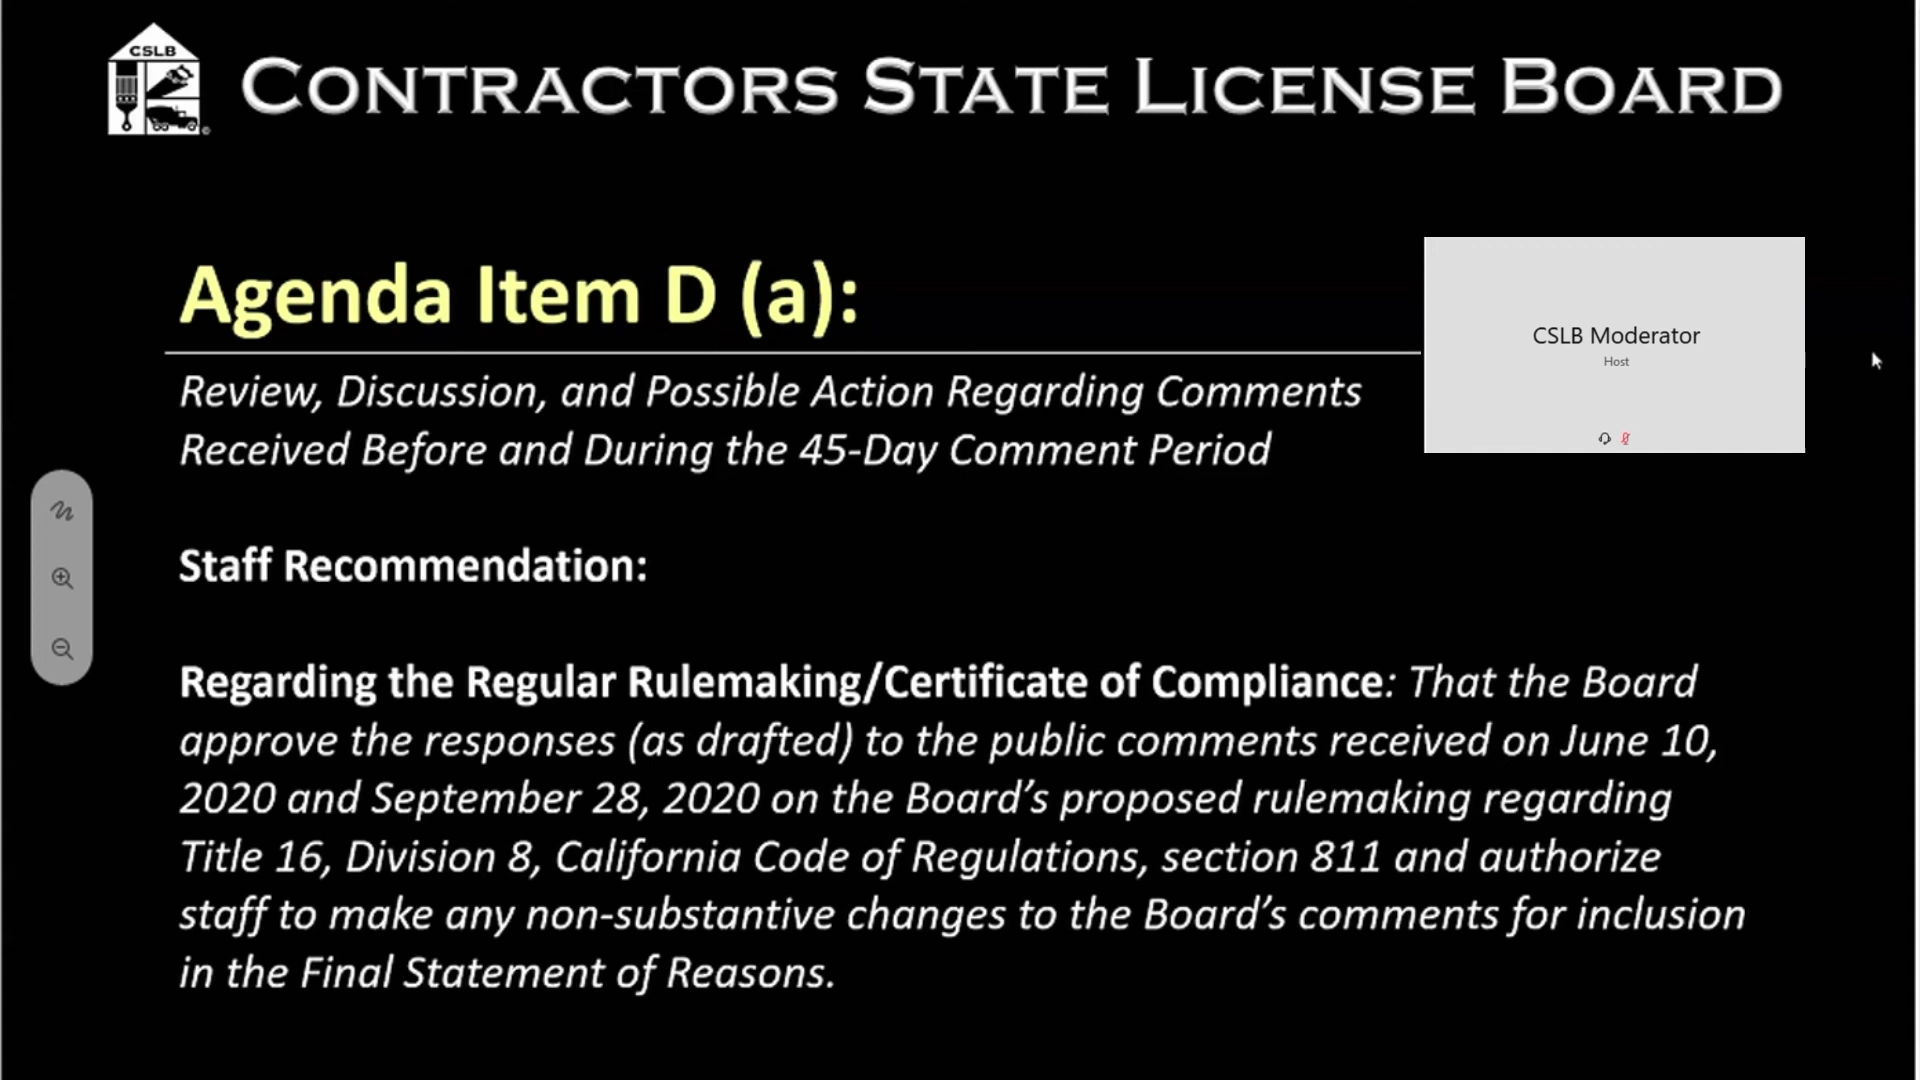 CSLB
CONTRACTORS STATE LICENSE BOARD
Agenda Item D (a):
CSLB Moderator
Host
Review, Discussion, and Possible Action Regarding Comments
Received Before and During the 45-Day Comment Period
Staff Recommendation:
Regarding the Regular Rulemaking/Certificate of Compliance: That the Board
approve the responses (as drafted) to the public comments received on June 10,
2020 and September 28, 2020 on the Board’s proposed rulemaking regarding
Title 16, Division 8, California Code of Regulations, section 811 and authorize
staff to make any non-substantive changes to the Board’s comments for inclusion
in the Final Statement of Reasons.